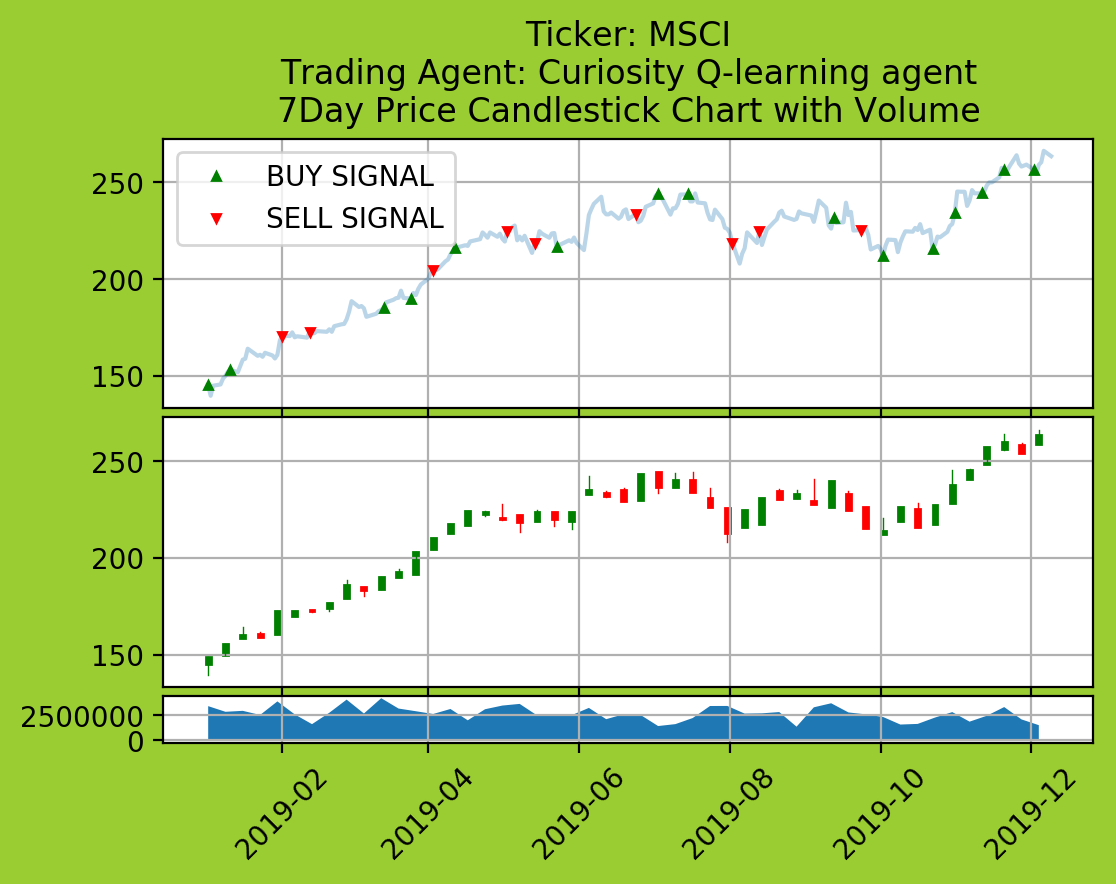 Ticker: MSCI
Trading Agent: Curiosity Q-learning agent
7Day Price Candlestick Chart with Volume
BUY SIGNAL
SELL SIGNAL
250
200
150
250
200
150
2500000
0
2019-02
2019-04
2019-06
2019-08
2019-10
2019-12